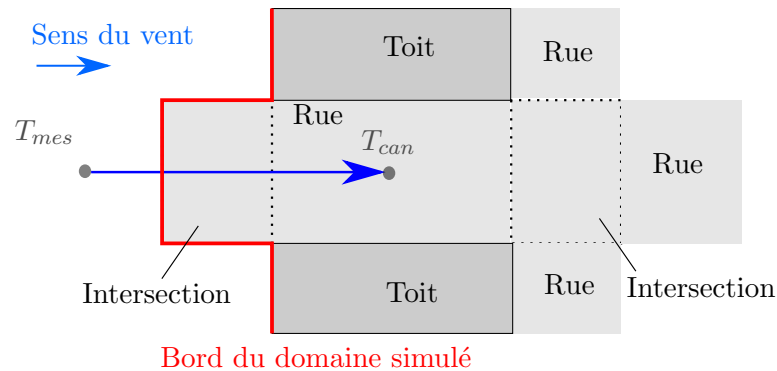 Sens du vent
Toit
Rue
Rue
T_mes
T_can
Rue
Intersection
Toit
Rue
Intersection
Bord du domaine simulé